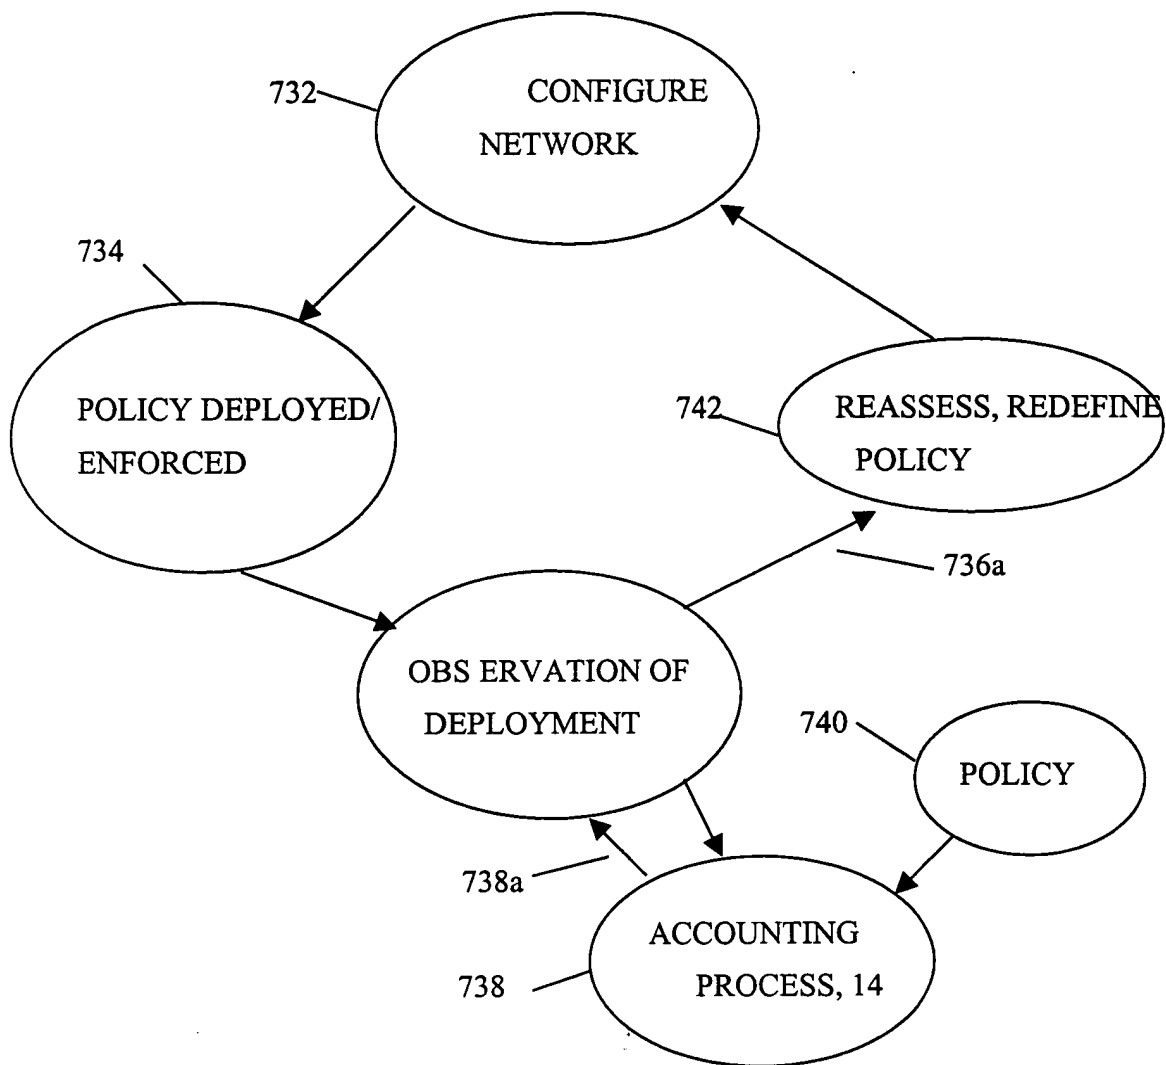 732
CONFIGURE
NETWORK
734
POLICY DEPLOYED/
ENFORCED
742
REASSESS, REDEFINE
POLICY
736a
OBS ERVATION OF
DEPLOYMENT
740
POLICY
738a
ACCOUNTING
PROCESS, 14
738